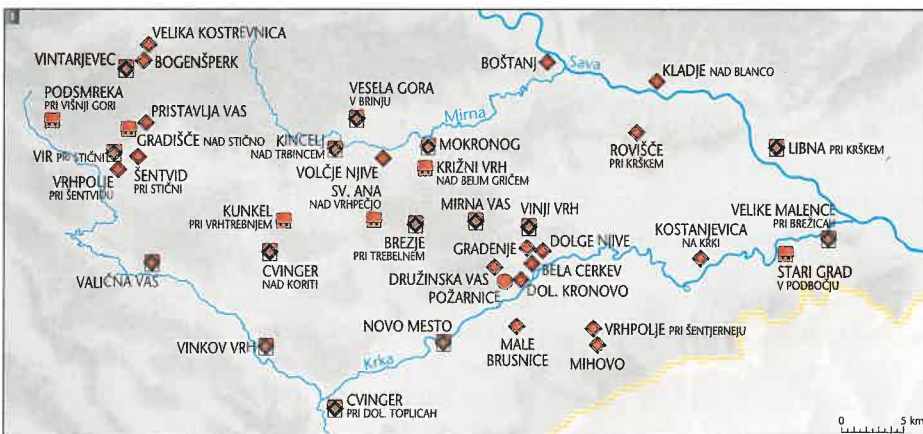 VELIKA KOSTREVNICA
VINTARJEVEC
BOGENŠPERK
BOŠTANJ
Sava
KLADJE NAD BLANCO
PODSMREKA
PRI VIŠNJI GORI
PRISTAVLJA VAS
VESELA GORA
V BRINJU
Mirna
GRADIŠČE NAD STIČNO
KINCELJ
NAD TRBINCEM
MOKRONOG
ROVIŠČE
PRI KRŠKEM
LIBNA PRI KRŠKEM
VIR PRI STIČNI
VOLČJE NJIVE
KRIŽNI VRH
NAD BELIM GRIČEM
VRHPOLJE
PRI ŠENTVIDU
ŠENTVID
PRI STIČNI
SV. ANA
NAD VRHPEČJO
KUNKEL
PRI VRHTREBNJEM
MIRNA VAS
VINJI VRH
VELIKE MALENCE
PRI BREŽICAH
BREZJE
PRI TREBELNEM
GRADENJE
DOLGE NJIVE
KOSTANJEVICA
NA KRKI
CVINGER
NAD KORITI
VALIČNA VAS
DRUŽINSKA VAS
BELA CERKEV
STARI GRAD
V PODBOČJU
POŽARNICE
DOL. KRONOVO
NOVO MESTO
VINKOV VRH
Krka
MALE
BRUSNICE
VRHPOLJE PRI ŠENTJERNEJU
MIHOVO
CVINGER
PRI DOL. TOPLICAH
0 5 km